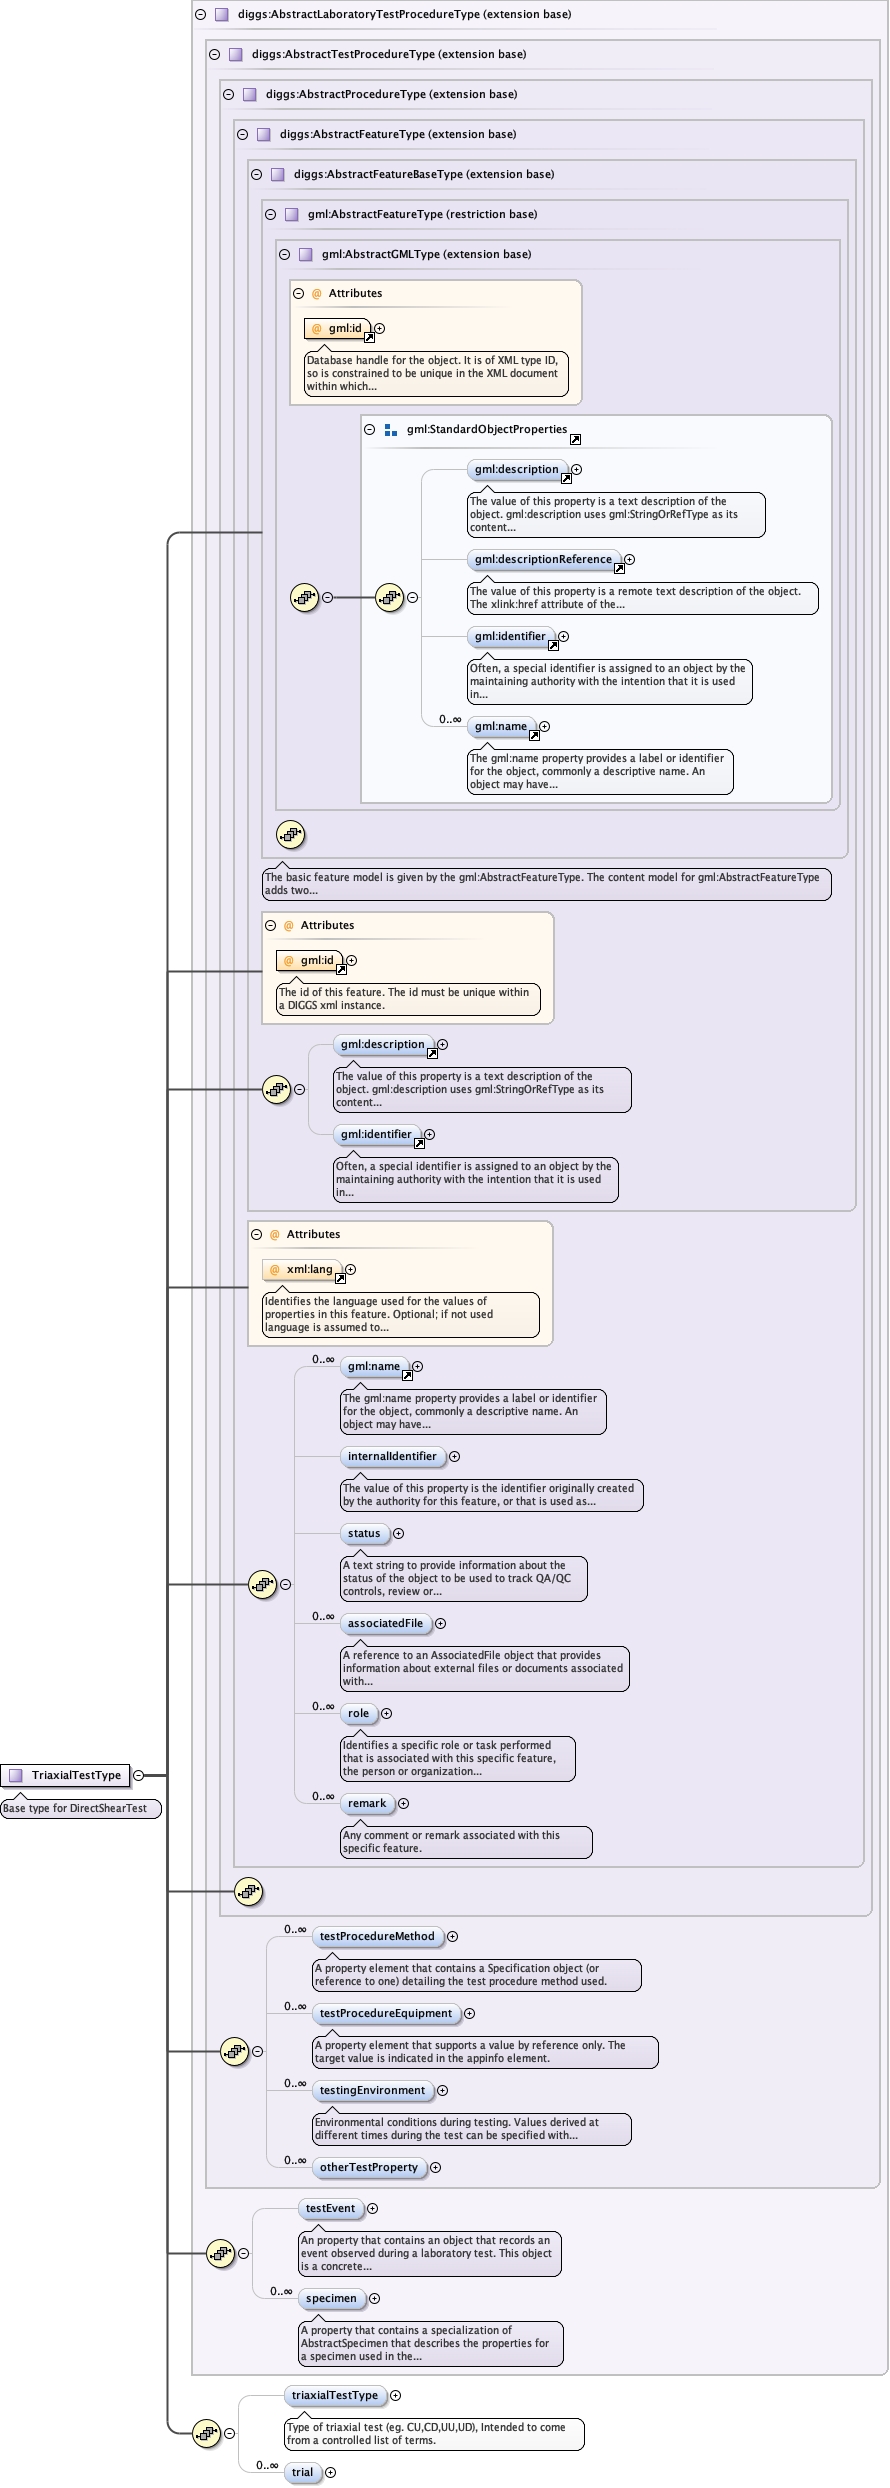 diggs:AbstractLaboratoryTestProcedureType (extension base)
diggs:AbstractTestProcedureType (extension base)
diggs:AbstractProcedureType (extension base)
diggs:AbstractFeatureType (extension base)
diggs:AbstractFeatureBaseType (extension base)
gml:AbstractFeatureType (restriction base)
gml:AbstractGMLType (extension base)
@ Attributes
@ gml:id
Database handle for the object. It is of XML type ID,
so is constrained to be unique in the XML document
within which...
gml:StandardObjectProperties
gml:description
The value of this property is a text description of the
object. gml:description uses gml:StringOrRefType as its
content...
gml:descriptionReference
The value of this property is a remote text description of the object.
The xlink:href attribute of the...
gml:identifier
Often, a special identifier is assigned to an object by the
maintaining authority with the intention that it is used
in...
0..∞
gml:name
The gml:name property provides a label or identifier
for the object, commonly a descriptive name. An
object may have...
The basic feature model is given by the gml:AbstractFeatureType. The content model for gml:AbstractFeatureType
adds two...
@ Attributes
@ gml:id
The id of this feature. The id must be unique within
a DIGGS xml instance.
gml:description
The value of this property is a text description of the
object. gml:description uses gml:StringOrRefType as its
content...
gml:identifier
Often, a special identifier is assigned to an object by the
maintaining authority with the intention that it is used
in...
@ Attributes
@ xml:lang
Identifies the language used for the values of
properties in this feature. Optional; if not used
language is assumed to...
0..∞
gml:name
The gml:name property provides a label or identifier
for the object, commonly a descriptive name. An
object may have...
internalIdentifier
The value of this property is the identifier originally created
by the authority for this feature, or that is used as...
status
A text string to provide information about the
status of the object to be used to track QA/QC
controls, review or...
0..∞
associatedFile
A reference to an AssociatedFile object that provides
information about external files or documents associated
with...
0..∞
role
Identifies a specific role or task performed
that is associated with this specific feature,
the person or organization...
TriaxialTestType
Base type for DirectShearTest
0..∞
remark
Any comment or remark associated with this
specific feature.
0..∞
testProcedureMethod
A property element that contains a Specification object (or
reference to one) detailing the test procedure method used.
0..∞
testProcedureEquipment
A property element that supports a value by reference only. The
target value is indicated in the appinfo element.
0..∞
testingEnvironment
Environmental conditions during testing. Values derived at
different times during the test can be specified with...
0..∞
otherTestProperty
testEvent
An property that contains an object that records an
event observed during a laboratory test. This object
is a concrete...
0..∞
specimen
A property that contains a specialization of
AbstractSpecimen that describes the properties for
a specimen used in the...
triaxialTestType
Type of triaxial test (eg. CU,CD,UU,UD), Intended to come
from a controlled list of terms.
0..∞
trial